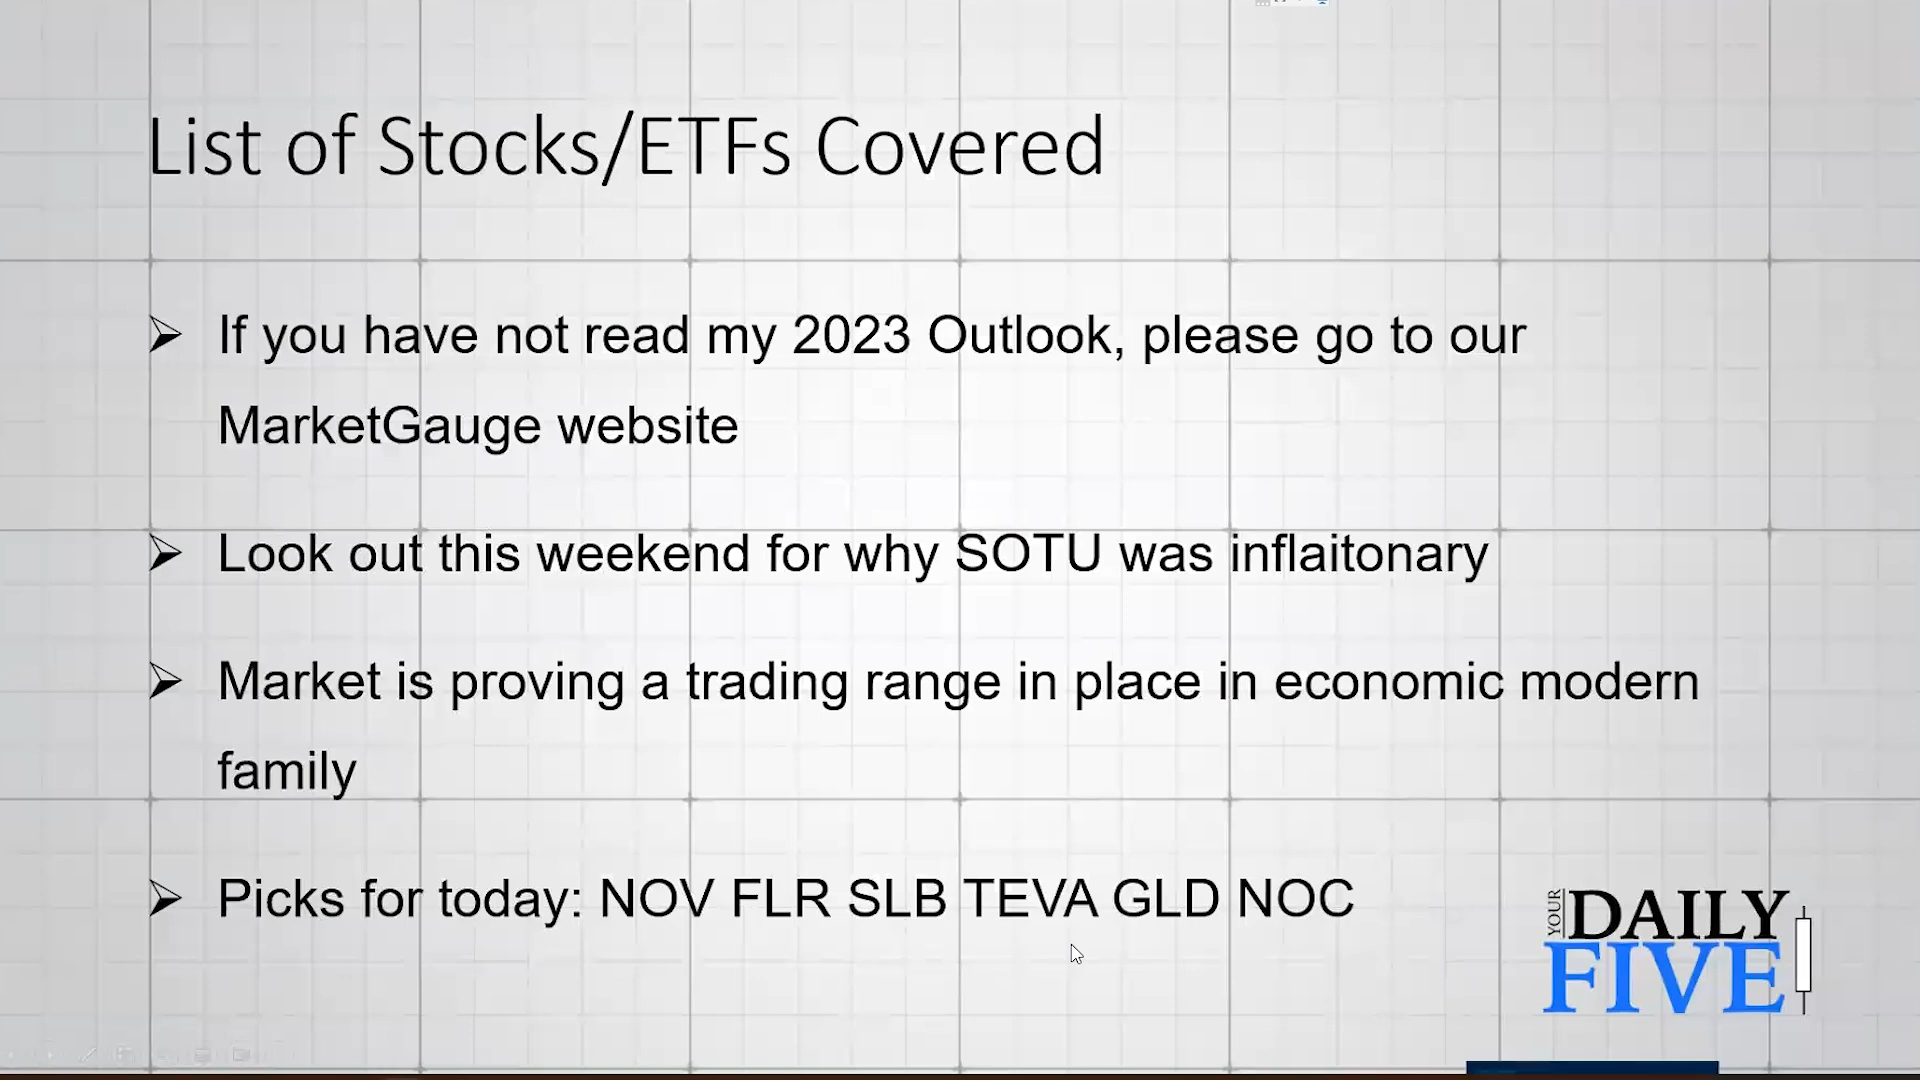 List of Stocks/ETFs Covered
If you have not read my 2023 Outlook, please go to our
MarketGauge website
Look out this weekend for why SOTU was inflaitonary
Market is proving a trading range in place in economic modern
family
Picks for today: NOV FLR SLB TEVA GLD NOC
YOUR DAILY
FIVE